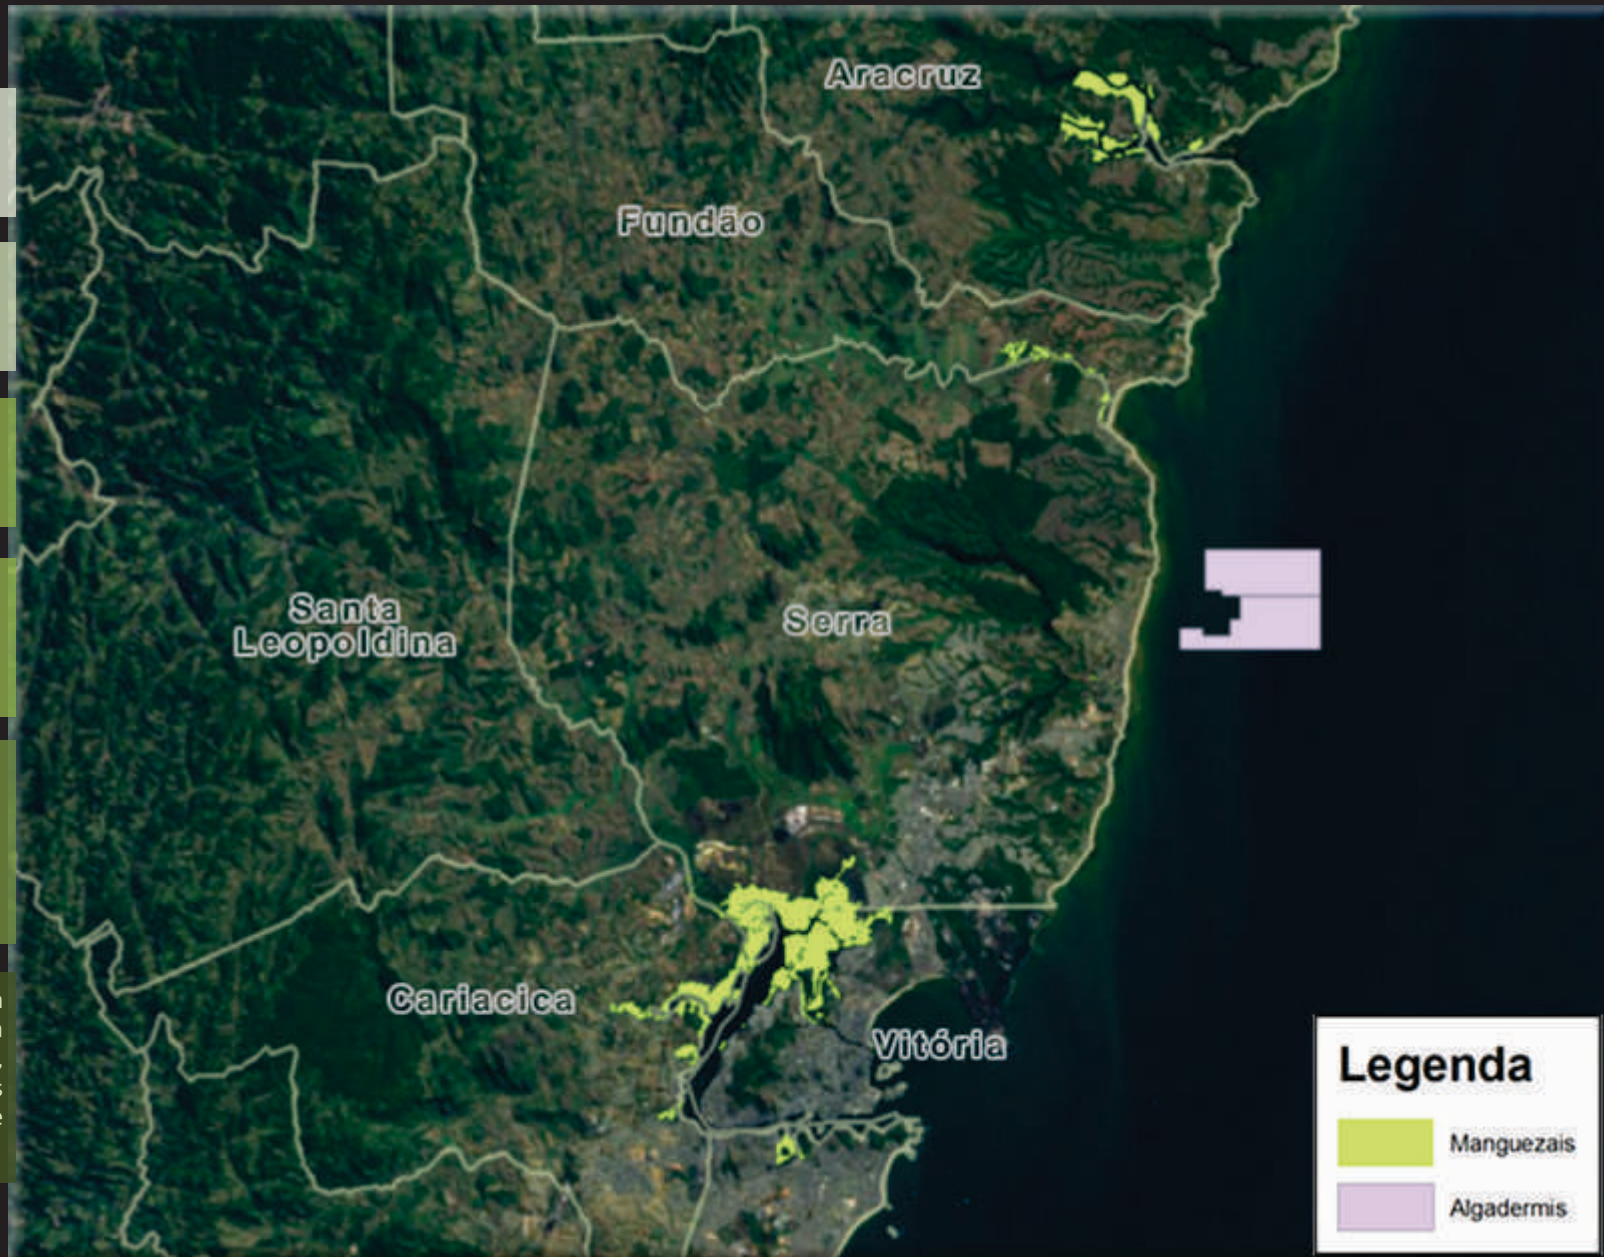 Aracruz
Fundão
Santa
Leopoldina
Serra
Cariacica
Vitória
Legenda
Manguezais
Algadermis